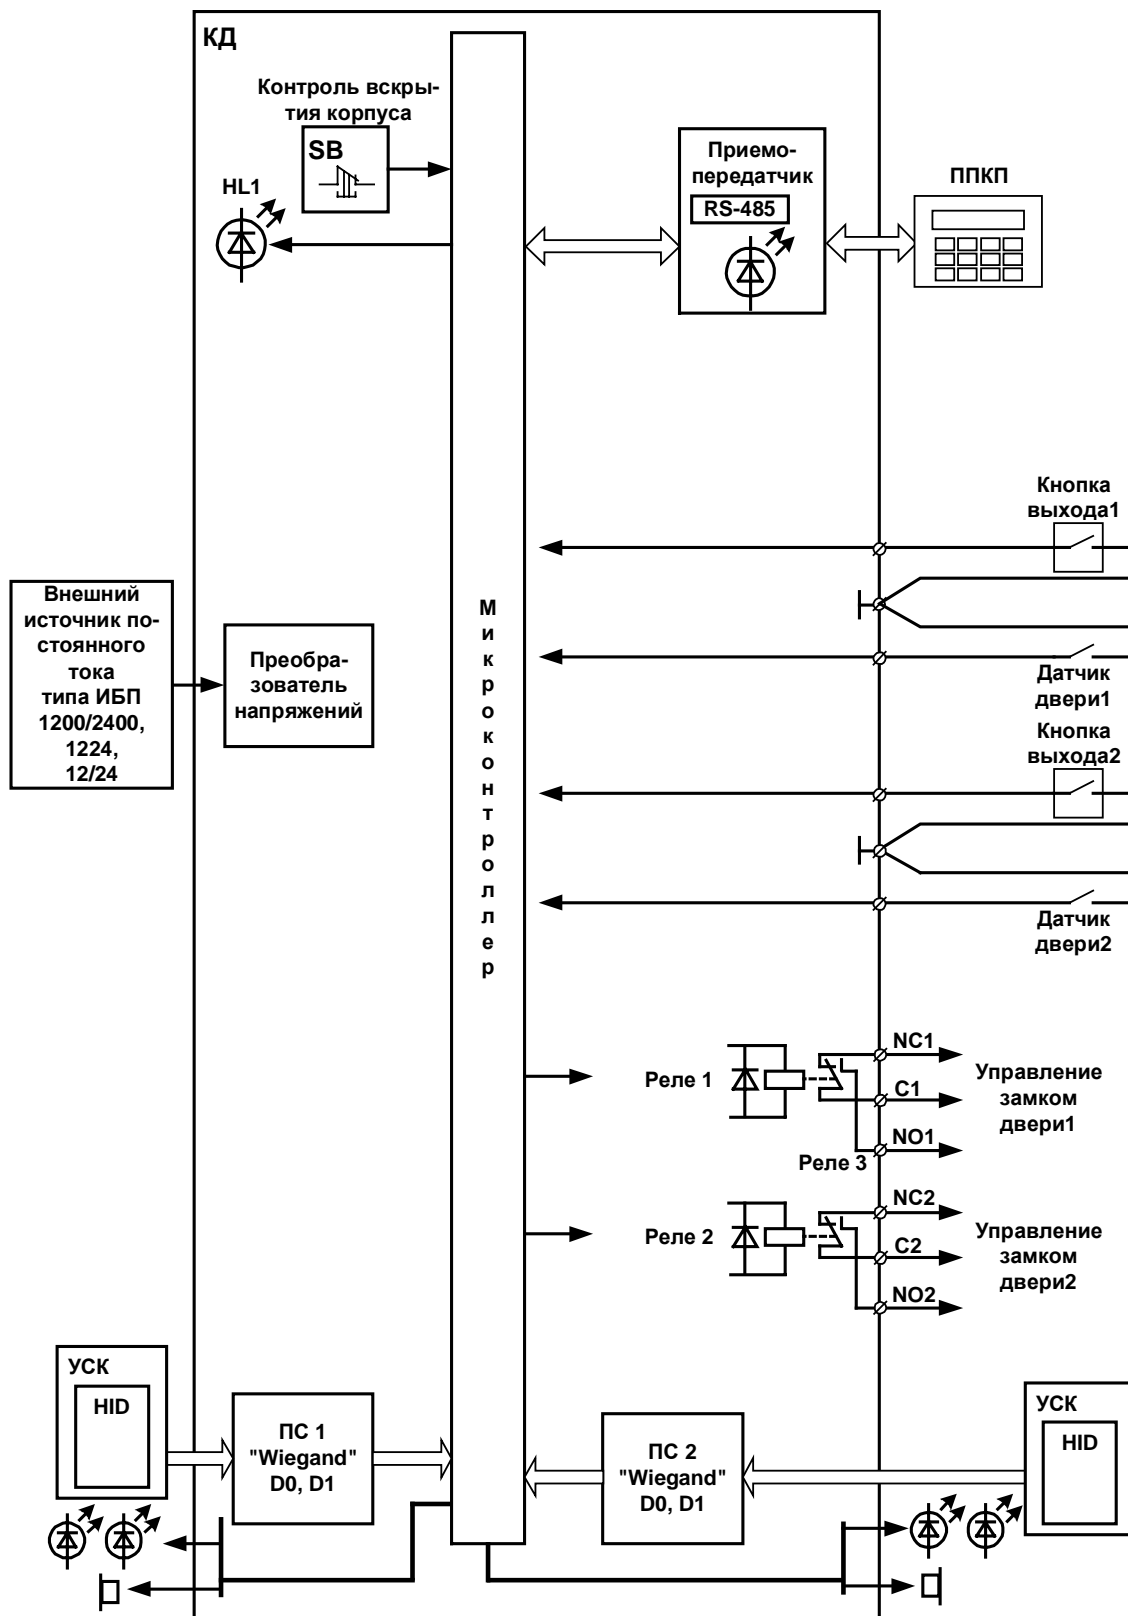 КД
Контроль вскры-
тия корпуса
SB
HL1
Приемо-
передатчик
RS-485
ППКП
Кнопка
выхода1
Внешний
источник по-
стоянного
тока
типа ИБП
1200/2400,
1224,
12/24
Преобра-
зователь
напряжений
Микроконтроллер
Датчик
двери1
Кнопка
выхода2
Датчик
двери2
Реле 1
NC1
C1
NO1
Управление
замком
двери1
Реле 3
Реле 2
NC2
C2
NO2
Управление
замком
двери2
УСК
HID
ПС 1
"Wiegand"
D0, D1
ПС 2
"Wiegand"
D0, D1
УСК
HID